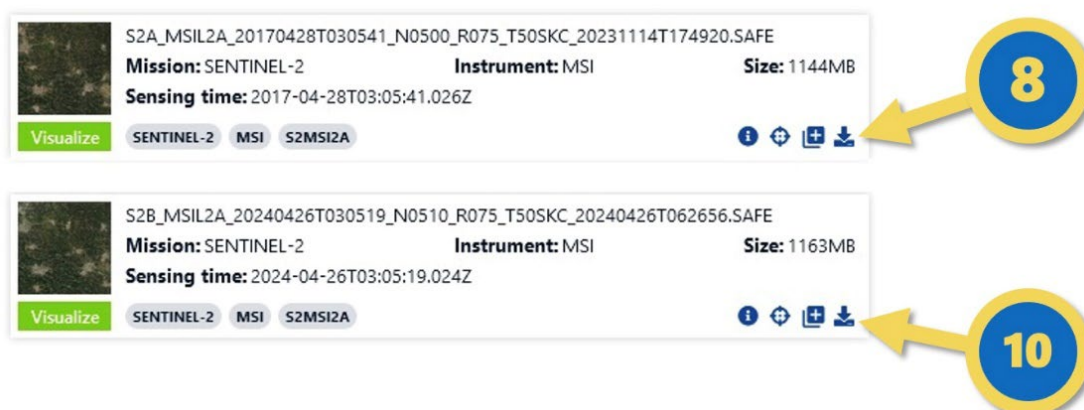 S2A_MSIL2A_20170428T030541_N0500_R075_T50SKC_20231114T174920.SAFE
Mission: SENTINEL-2 Instrument: MSI Size: 1144MB
Sensing time: 2017-04-28T03:05:41.026Z
Visualize SENTINEL-2 MSI S2MSI2A
8
S2B_MSIL2A_20240426T030519_N0510_R075_T50SKC_20240426T062656.SAFE
Mission: SENTINEL-2 Instrument: MSI Size: 1163MB
Sensing time: 2024-04-26T03:05:19.024Z
Visualize SENTINEL-2 MSI S2MSI2A
10